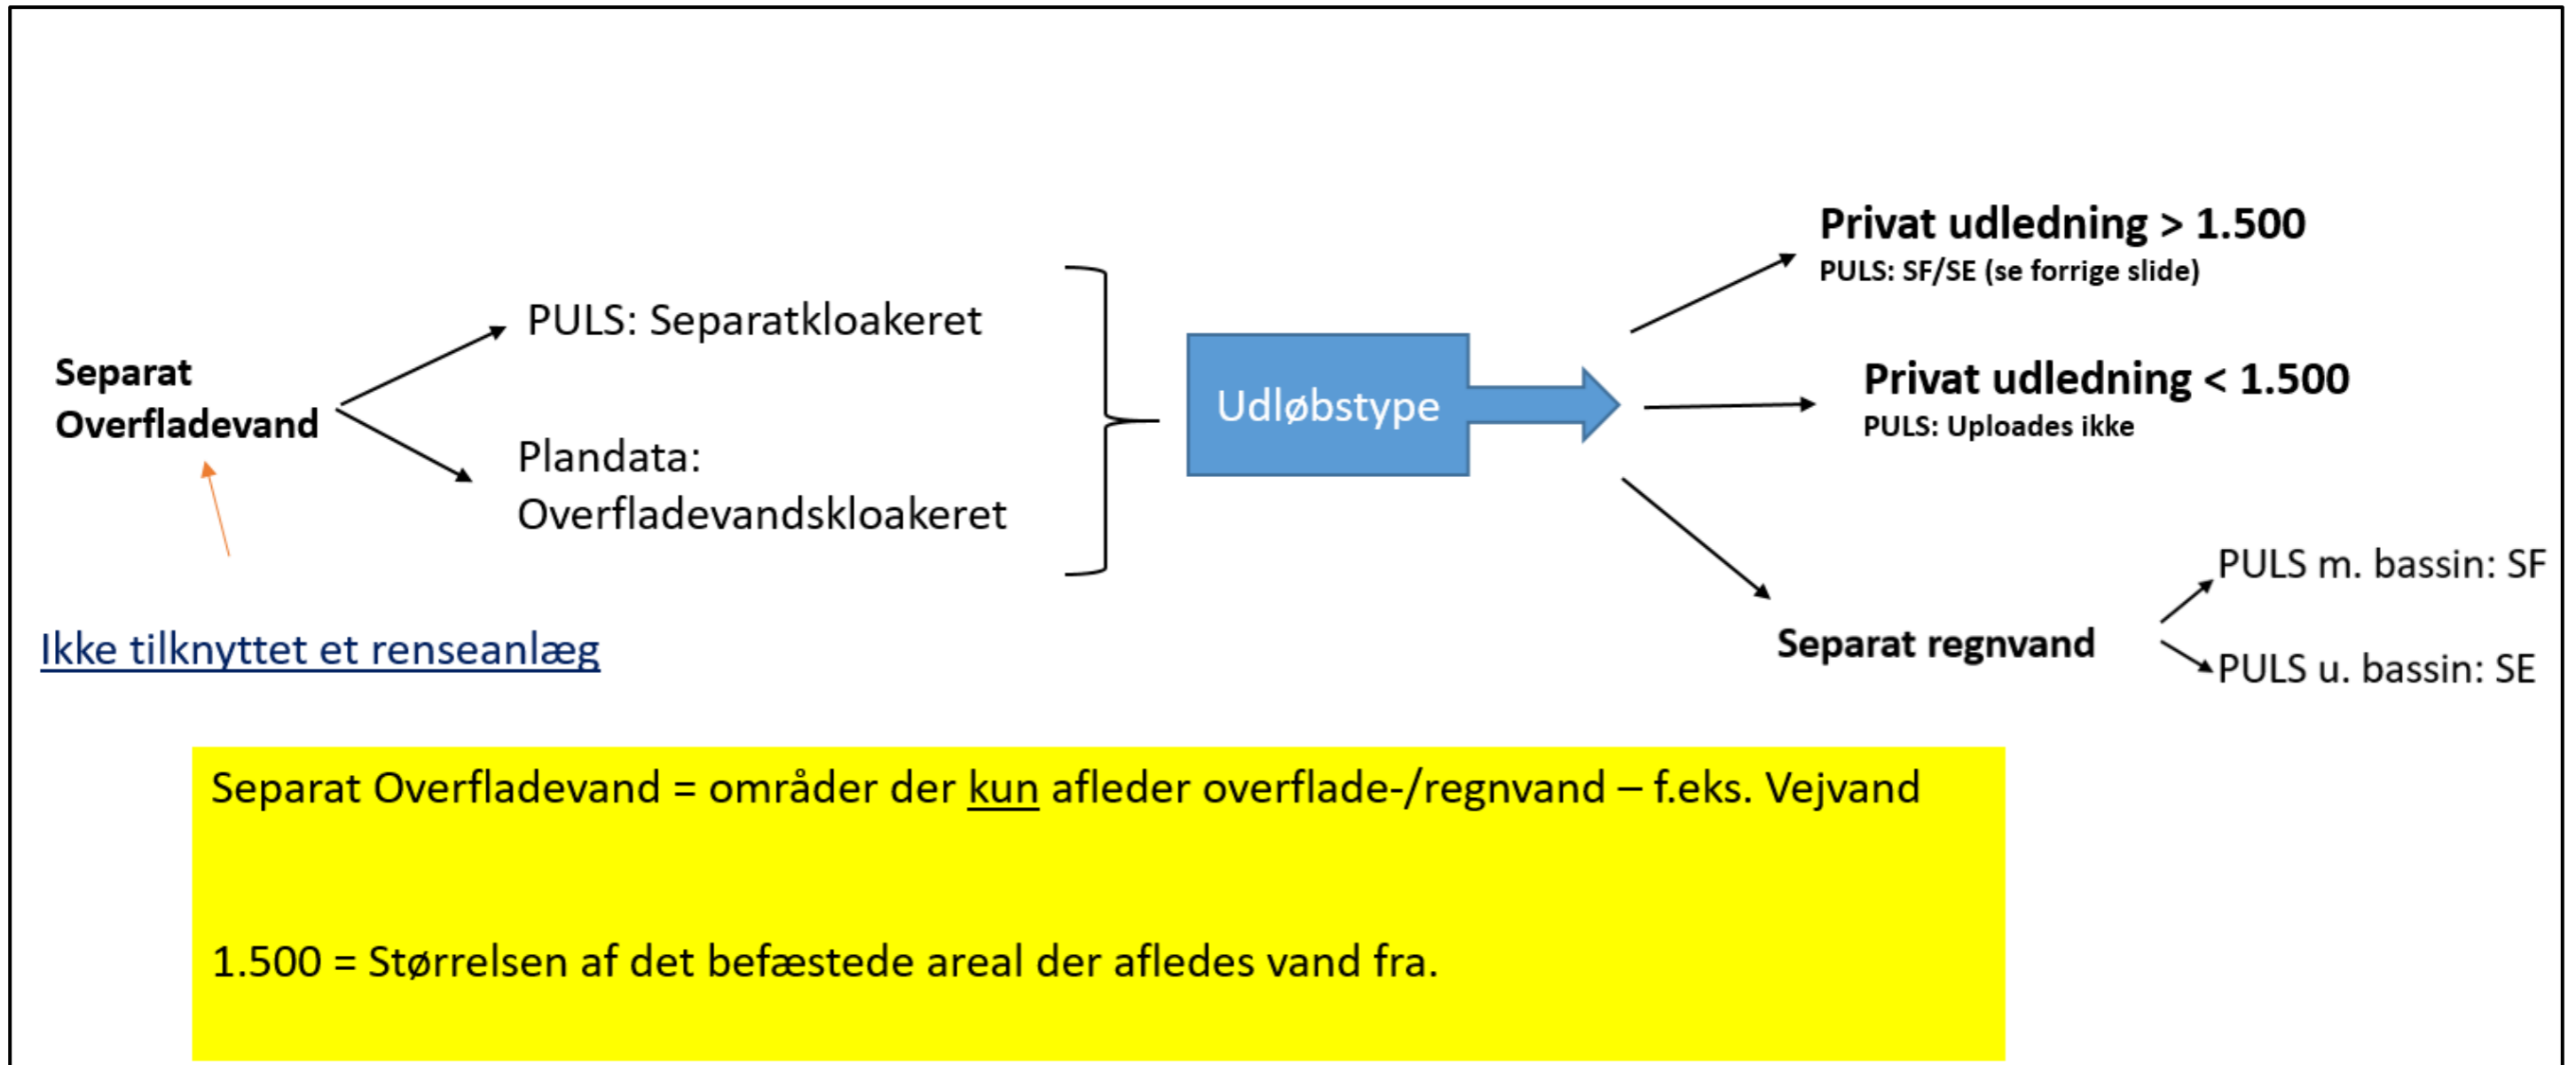 Separat
Overfladevand
Ikke tilknyttet et renseanlæg
PULS: Separatkloakeret
Plandata:
Overfladevandskloakeret
Udløbstype
Privat udledning > 1.500
PULS: SF/SE (se forrige slide)
Privat udledning < 1.500
PULS: Uploades ikke
Separat regnvand
PULS m. bassin: SF
PULS u. bassin: SE
Separat Overfladevand = områder der kun afleder overflade-/regnvand – f.eks. Vejvand
1.500 = Størrelsen af det befæstede areal der afledes vand fra.